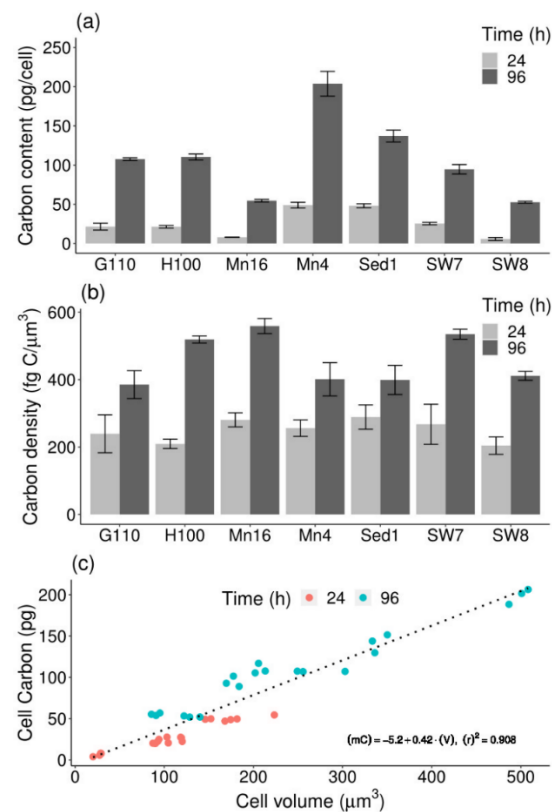 (a)
Time (h)
24
96
Carbon content (pg/cell)
250
200
150
100
50
0
G110 H100 Mn16 Mn4 Sed1 SW7 SW8
(b)
Time (h)
24
96
Carbon density (fg C/μm³)
600
400
200
0
G110 H100 Mn16 Mn4 Sed1 SW7 SW8
(c)
Time (h) 24 96
Cell Carbon (pg)
200
150
100
50
0
(mC) = −5.2 + 0.42 · (V), (r)² = 0.908
0 100 200 300 400 500
Cell volume (μm³)